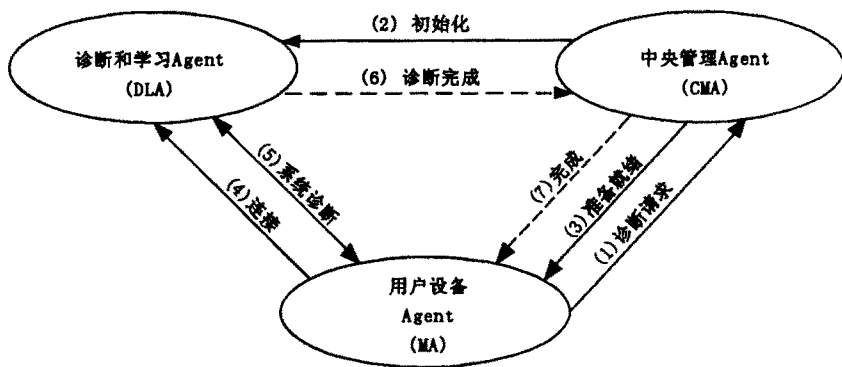 (2) 初始化
诊断和学习Agent
(DLA)
中央管理Agent
(CMA)
(6) 诊断完成
(5)系统诊断
(4)连接
(7)完成
(3)准备就绪
(1)诊断请求
用户设备
Agent
(MA)